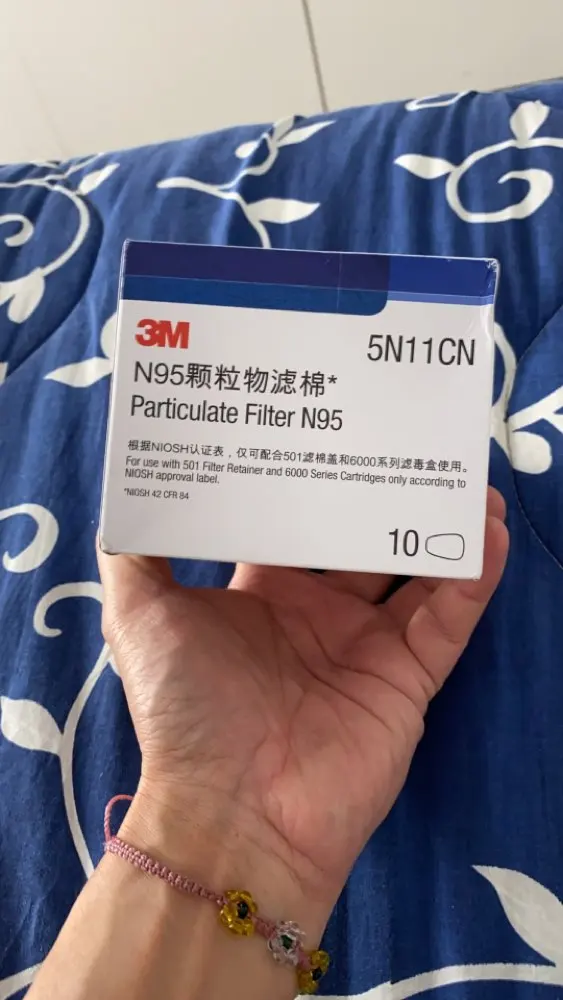 3M
5N11CN
N95颗粒物滤棉*
Particulate Filter N95
根据NIOSH认证表，仅可配合501滤棉盖和6000系列滤毒盒使用。
For use with 501 Filter Retainer and 6000 Series Cartridges only according to
NIOSH approval label.
*NIOSH 42 CFR 84
10